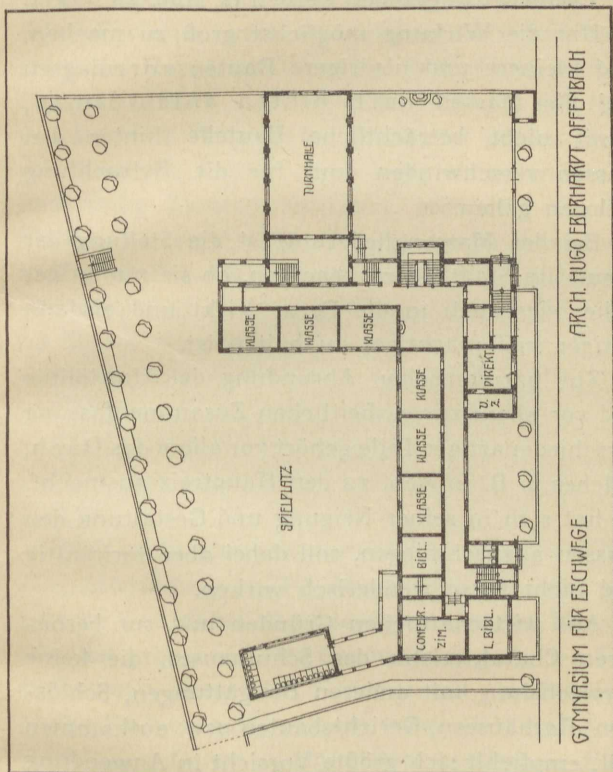 TURNHALLE
KLASSE
KLASSE
KLASSE
KLASSE
KLASSE
KLASSE
BIBL.
CONFER.
ZIM.
L. BIBL.
DIREKT.
V. Z.
SPIELPLATZ
GYMNASIUM FÜR ESCHWEGE
ARCH. HUGO EBERHARDT OFFENBACH